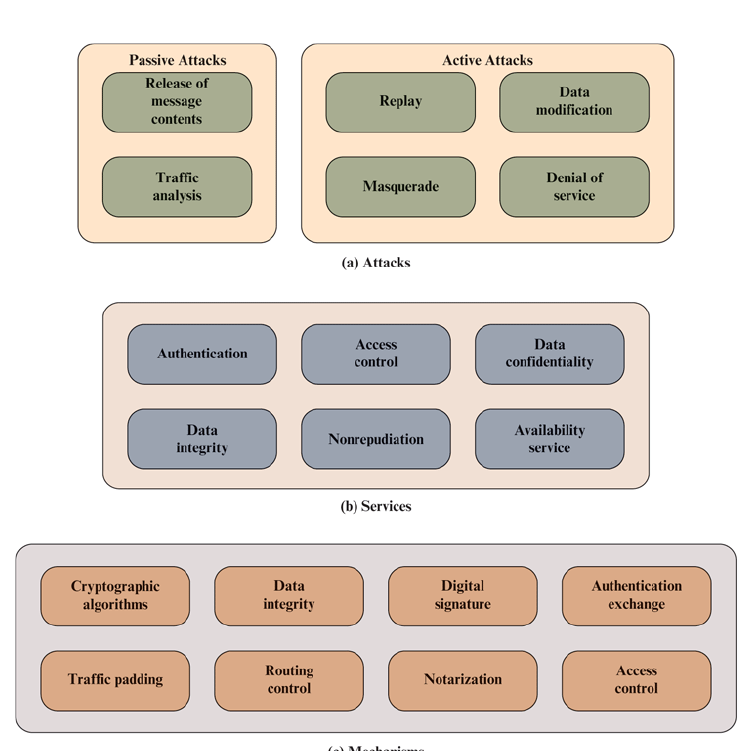 Passive Attacks
Release of
message
contents
Traffic
analysis
Active Attacks
Replay
Data
modification
Masquerade
Denial of
service
(a) Attacks
Authentication
Access
control
Data
confidentiality
Data
integrity
Nonrepudiation
Availability
service
(b) Services
Cryptographic
algorithms
Data
integrity
Digital
signature
Authentication
exchange
Traffic padding
Routing
control
Notarization
Access
control
(c) Mechanisms